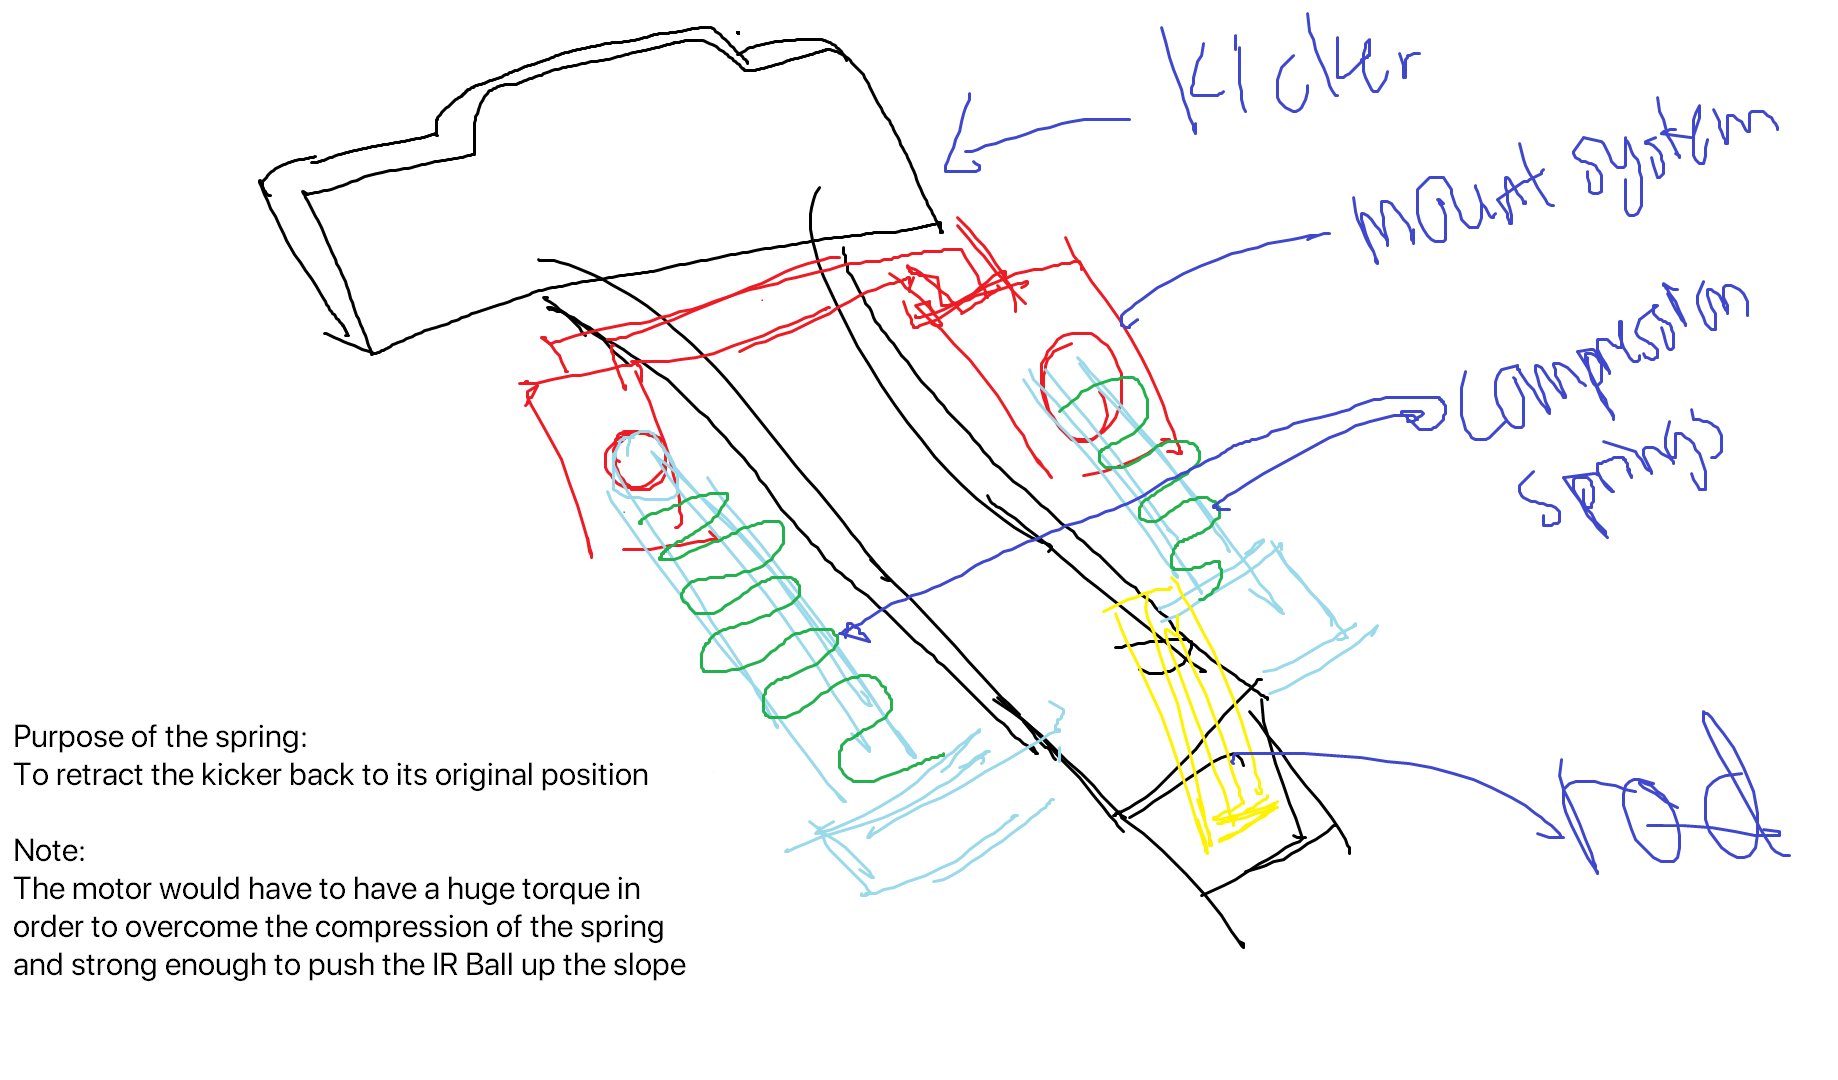 Kicker
mount system
compression
springs
rod
Purpose of the spring:
To retract the kicker back to its original position
Note:
The motor would have to have a huge torque in
order to overcome the compression of the spring
and strong enough to push the IR Ball up the slope